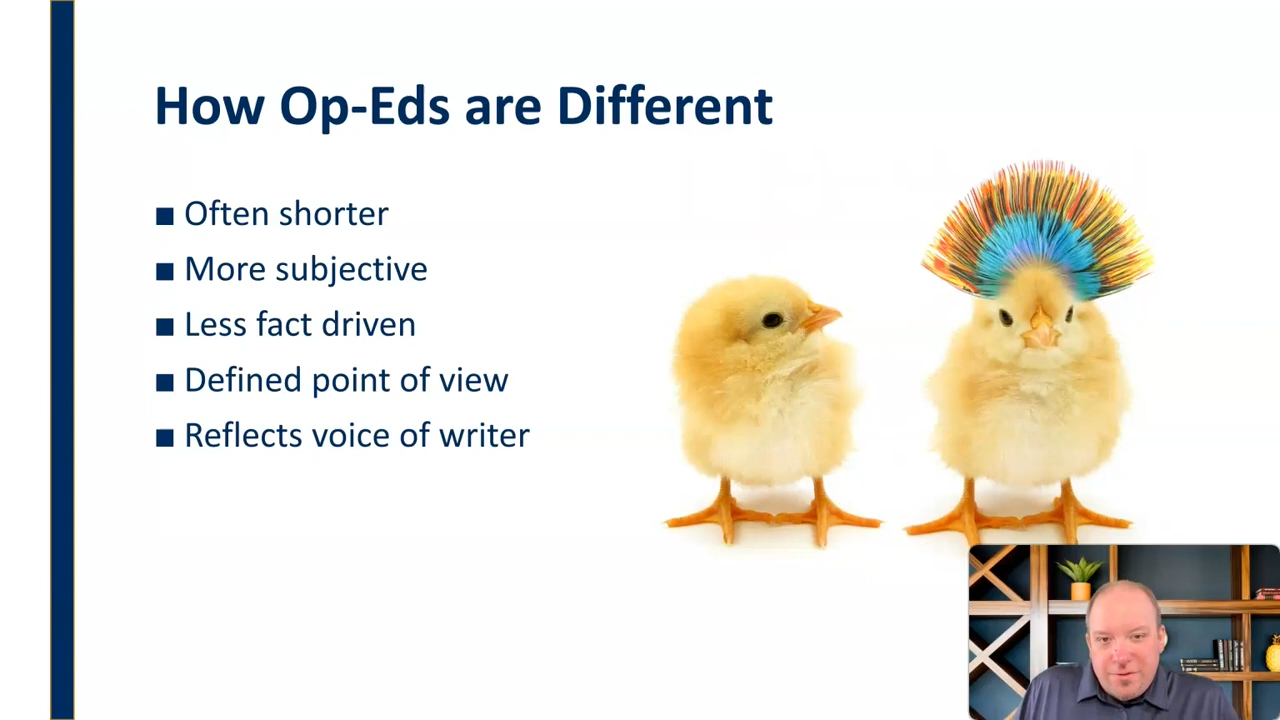 How Op-Eds are Different
■ Often shorter
■ More subjective
■ Less fact driven
■ Defined point of view
■ Reflects voice of writer